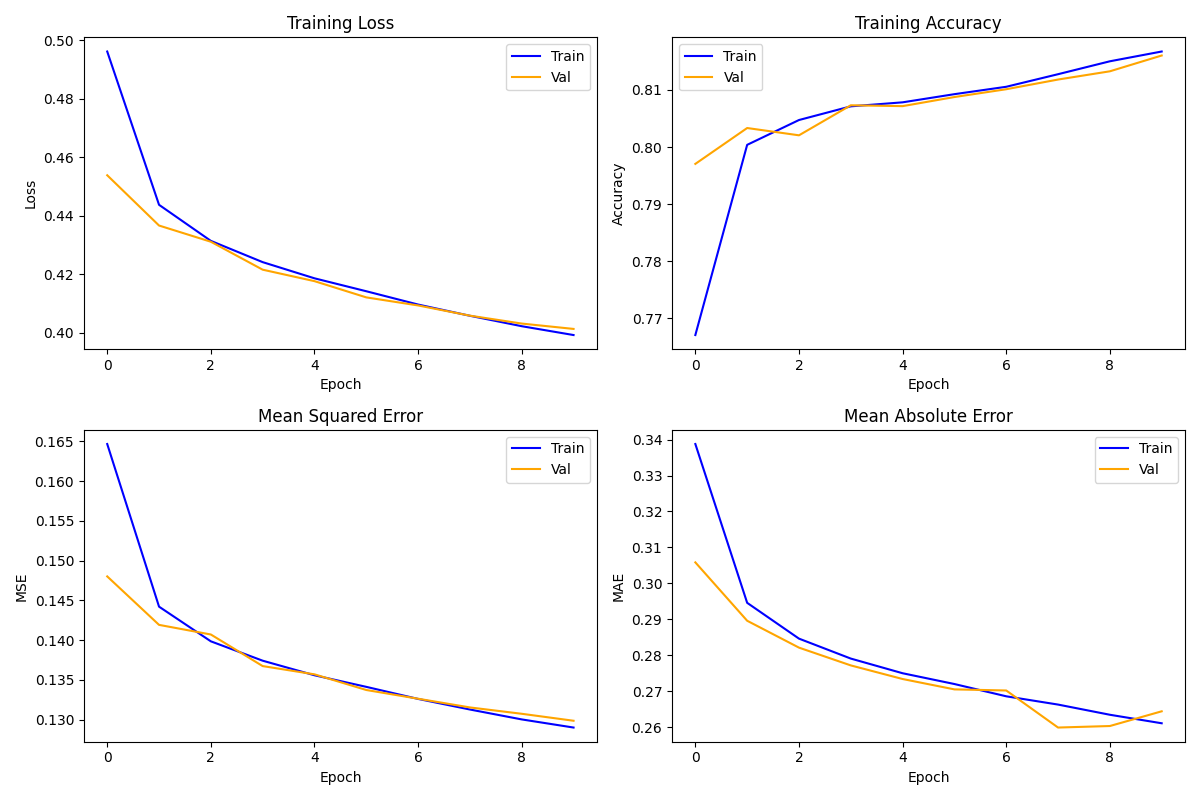 Training Loss
Training Accuracy
0.50
0.48
0.46
0.44
0.42
0.40
Loss
Train
Val
0 2 4 6 8
Epoch
0.81
0.80
0.79
0.78
0.77
Accuracy
Train
Val
0 2 4 6 8
Epoch
Mean Squared Error
Mean Absolute Error
0.165
0.160
0.155
0.150
0.145
0.140
0.135
0.130
MSE
Train
Val
0 2 4 6 8
Epoch
0.34
0.33
0.32
0.31
0.30
0.29
0.28
0.27
0.26
MAE
Train
Val
0 2 4 6 8
Epoch